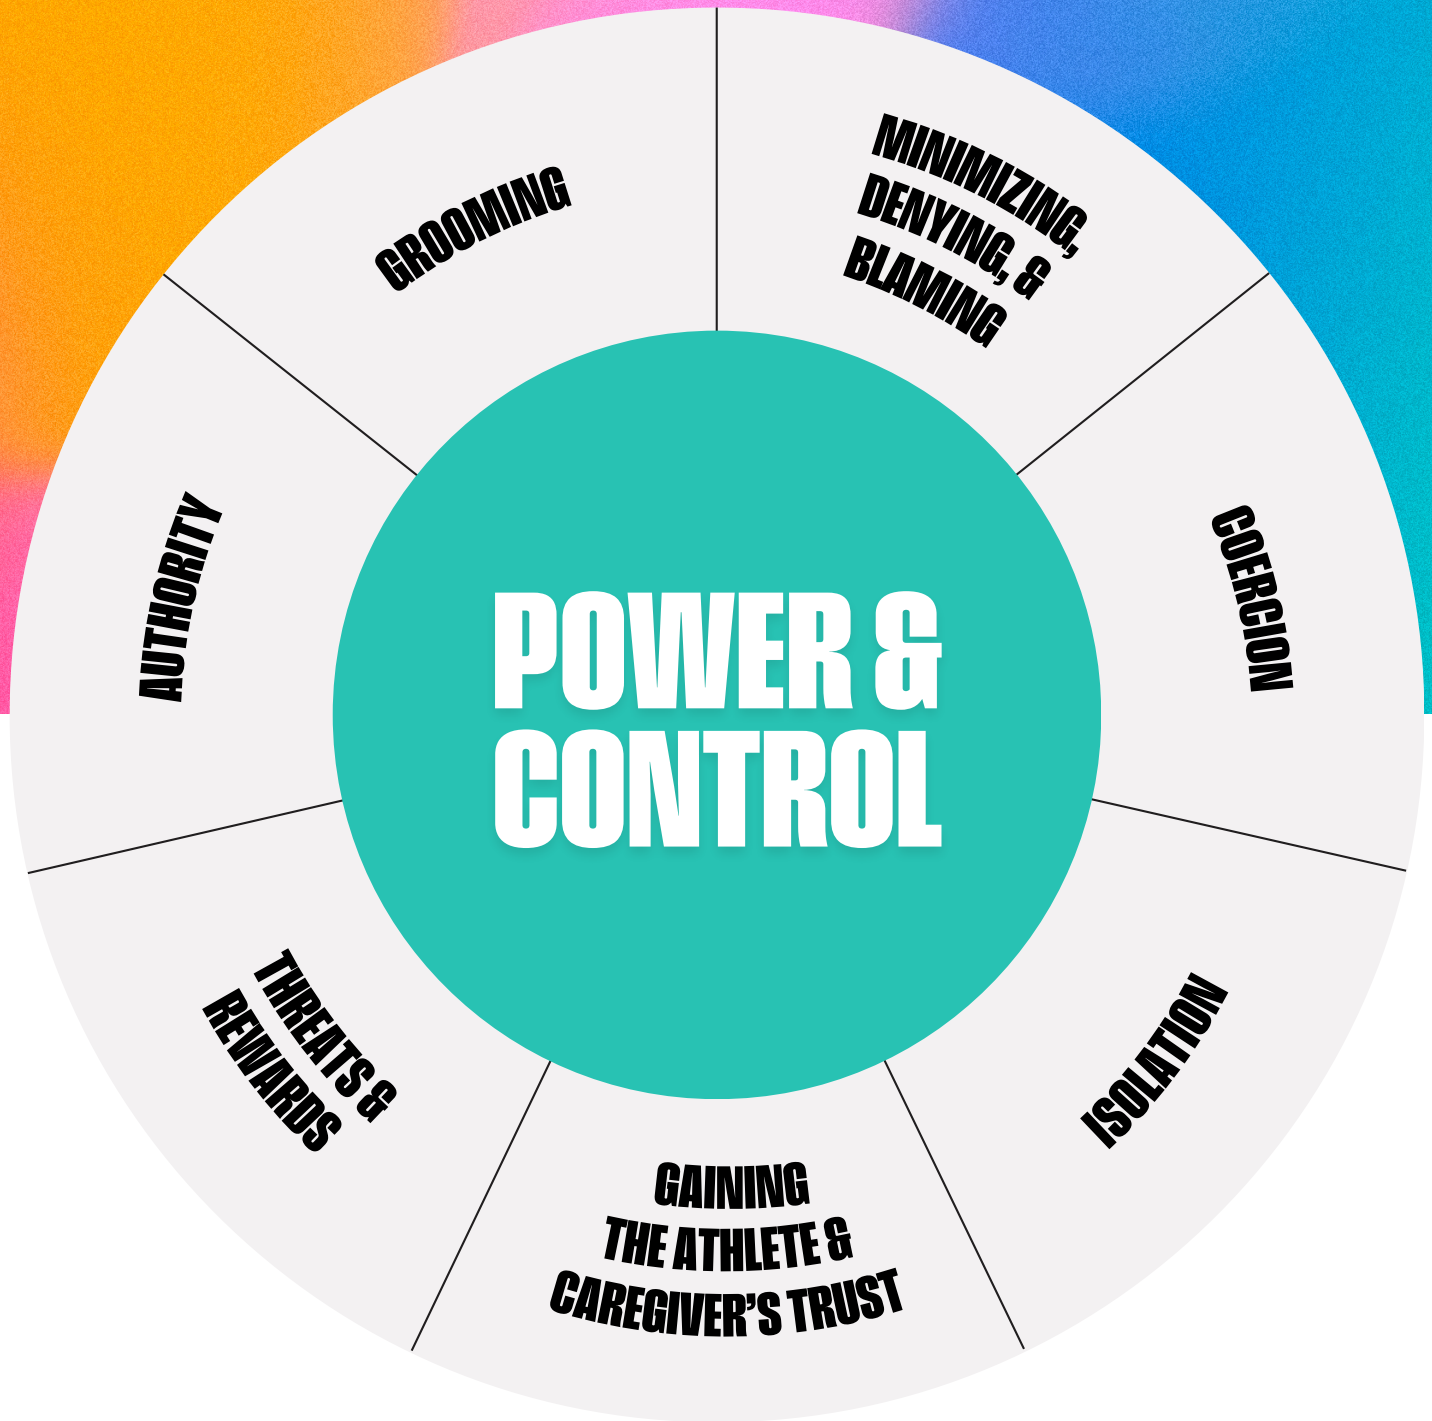 POWER &
CONTROL
MINIMIZING,
DENYING, &
BLAMING
COERCION
ISOLATION
GAINING
THE ATHLETE &
CAREGIVER’S TRUST
THREATS &
REWARDS
AUTHORITY
GROOMING